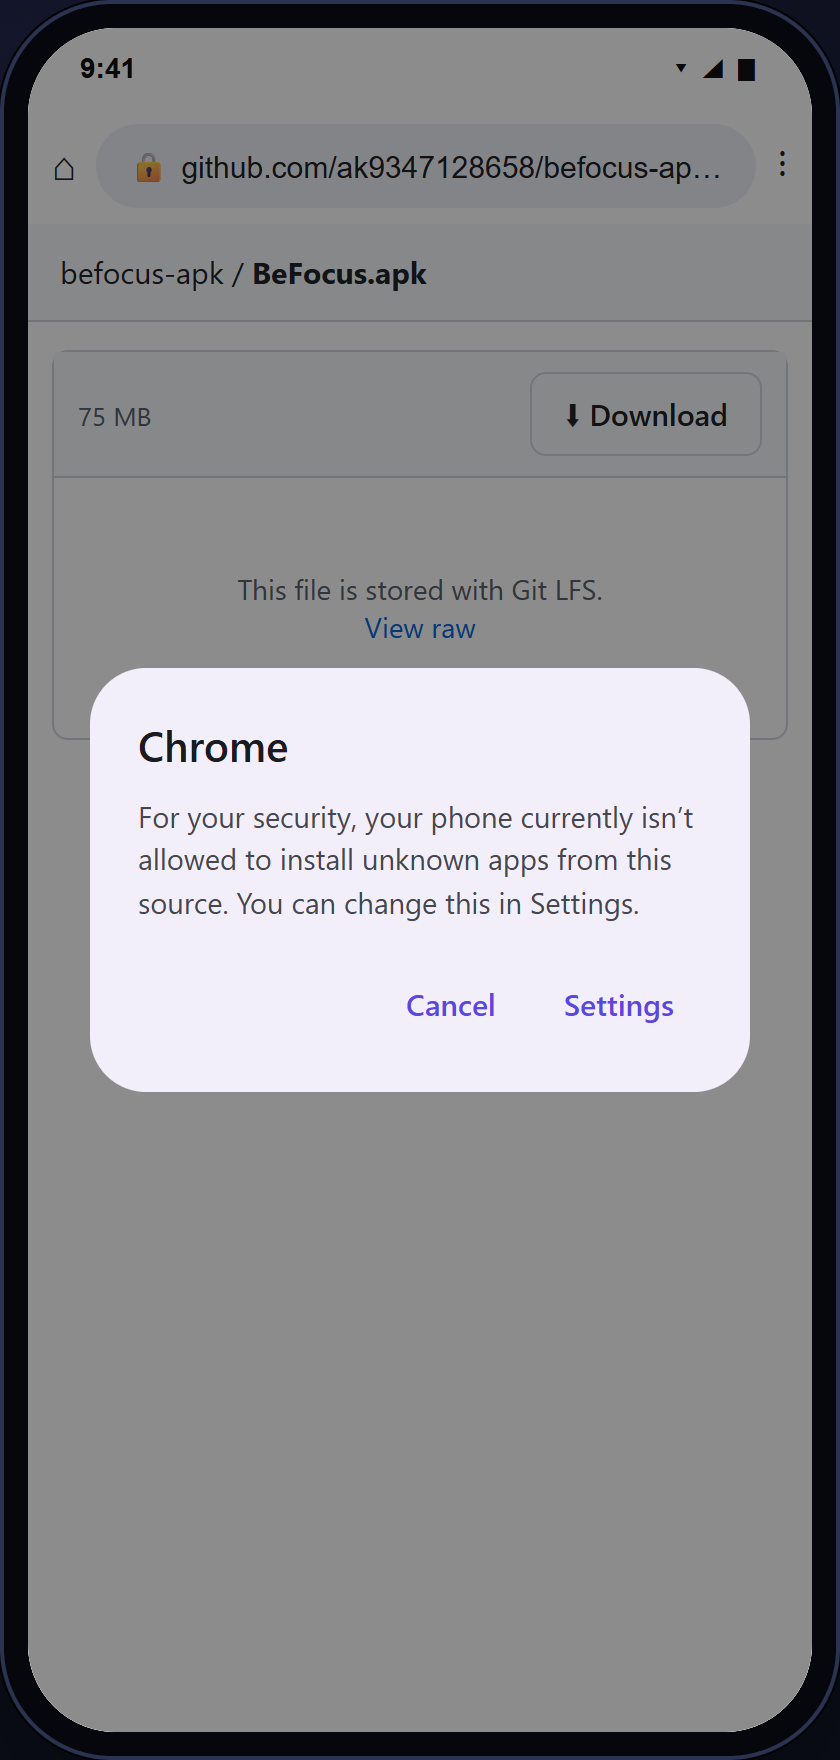 9:41
github.com/ak9347128658/befocus-ap…
befocus-apk / BeFocus.apk
75 MB
⬇ Download
This file is stored with Git LFS.
View raw
Chrome
For your security, your phone currently isn’t
allowed to install unknown apps from this
source. You can change this in Settings.
Cancel
Settings